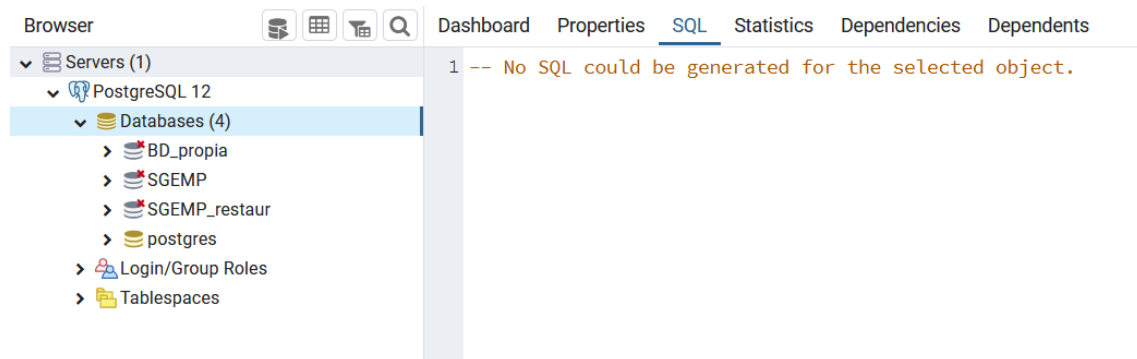 Browser
Dashboard Properties SQL Statistics Dependencies Dependents
Servers (1)
PostgreSQL 12
Databases (4)
BD_propia
SGEMP
SGEMP_restaur
postgres
Login/Group Roles
Tablespaces
1 -- No SQL could be generated for the selected object.